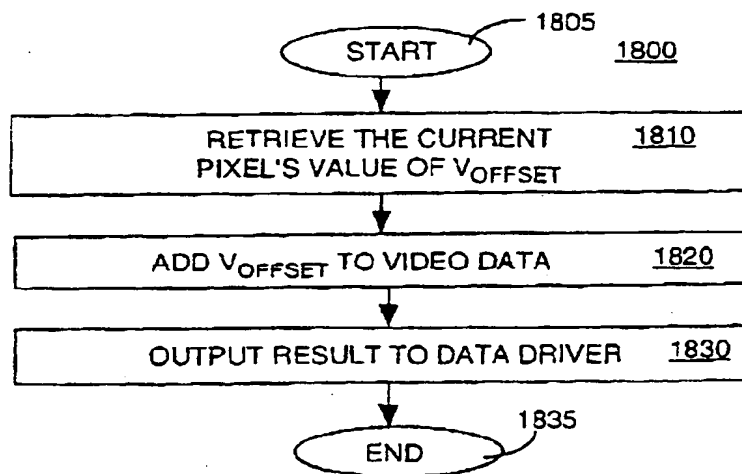 1805
START
1800
RETRIEVE THE CURRENT 1810
PIXEL'S VALUE OF VOFFSET
ADD VOFFSET TO VIDEO DATA 1820
OUTPUT RESULT TO DATA DRIVER 1830
1835
END